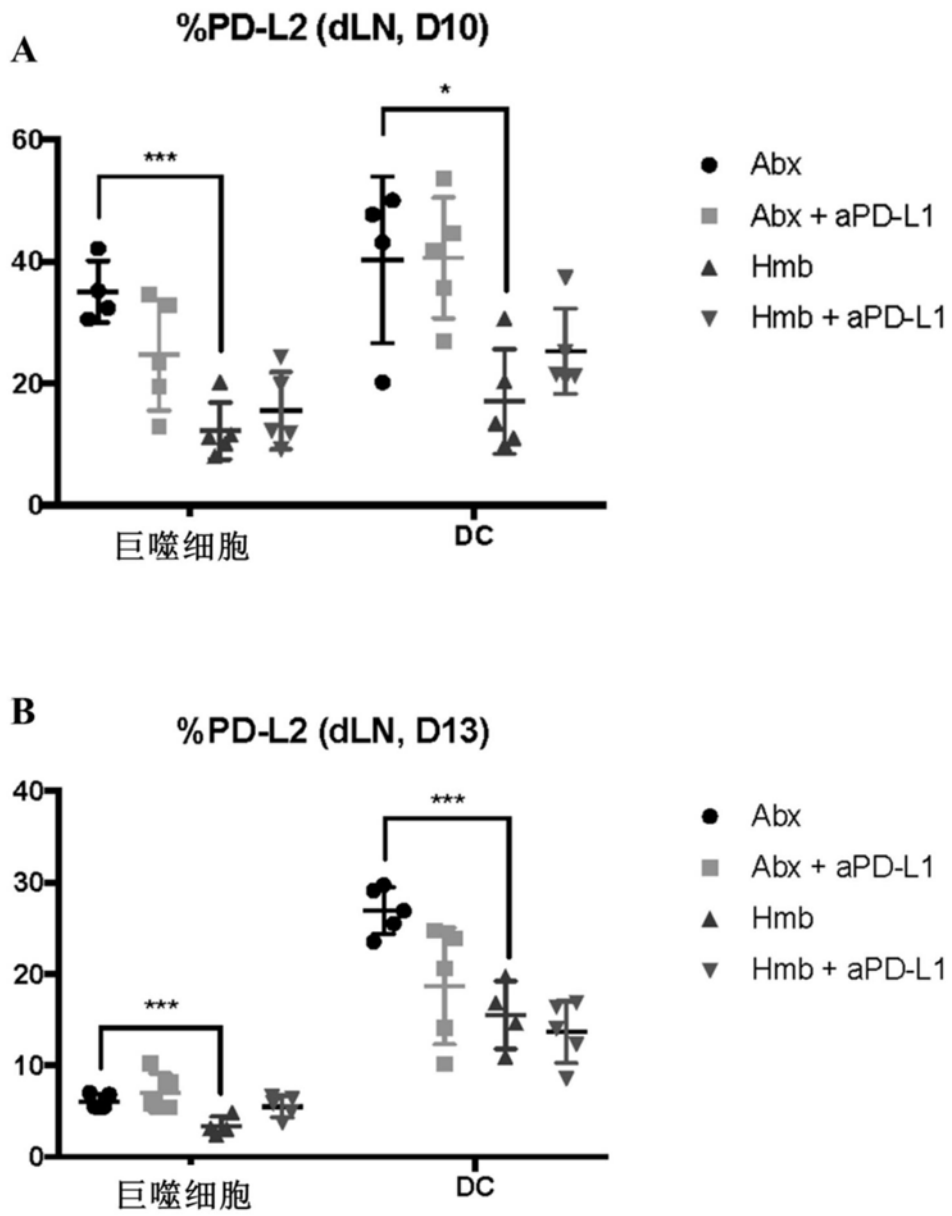 A
%PD-L2 (dLN, D10)
*
***
60
40
20
0
巨噬细胞
DC
Abx
Abx + aPD-L1
Hmb
Hmb + aPD-L1
B
%PD-L2 (dLN, D13)
***
***
40
30
20
10
0
巨噬细胞
DC
Abx
Abx + aPD-L1
Hmb
Hmb + aPD-L1